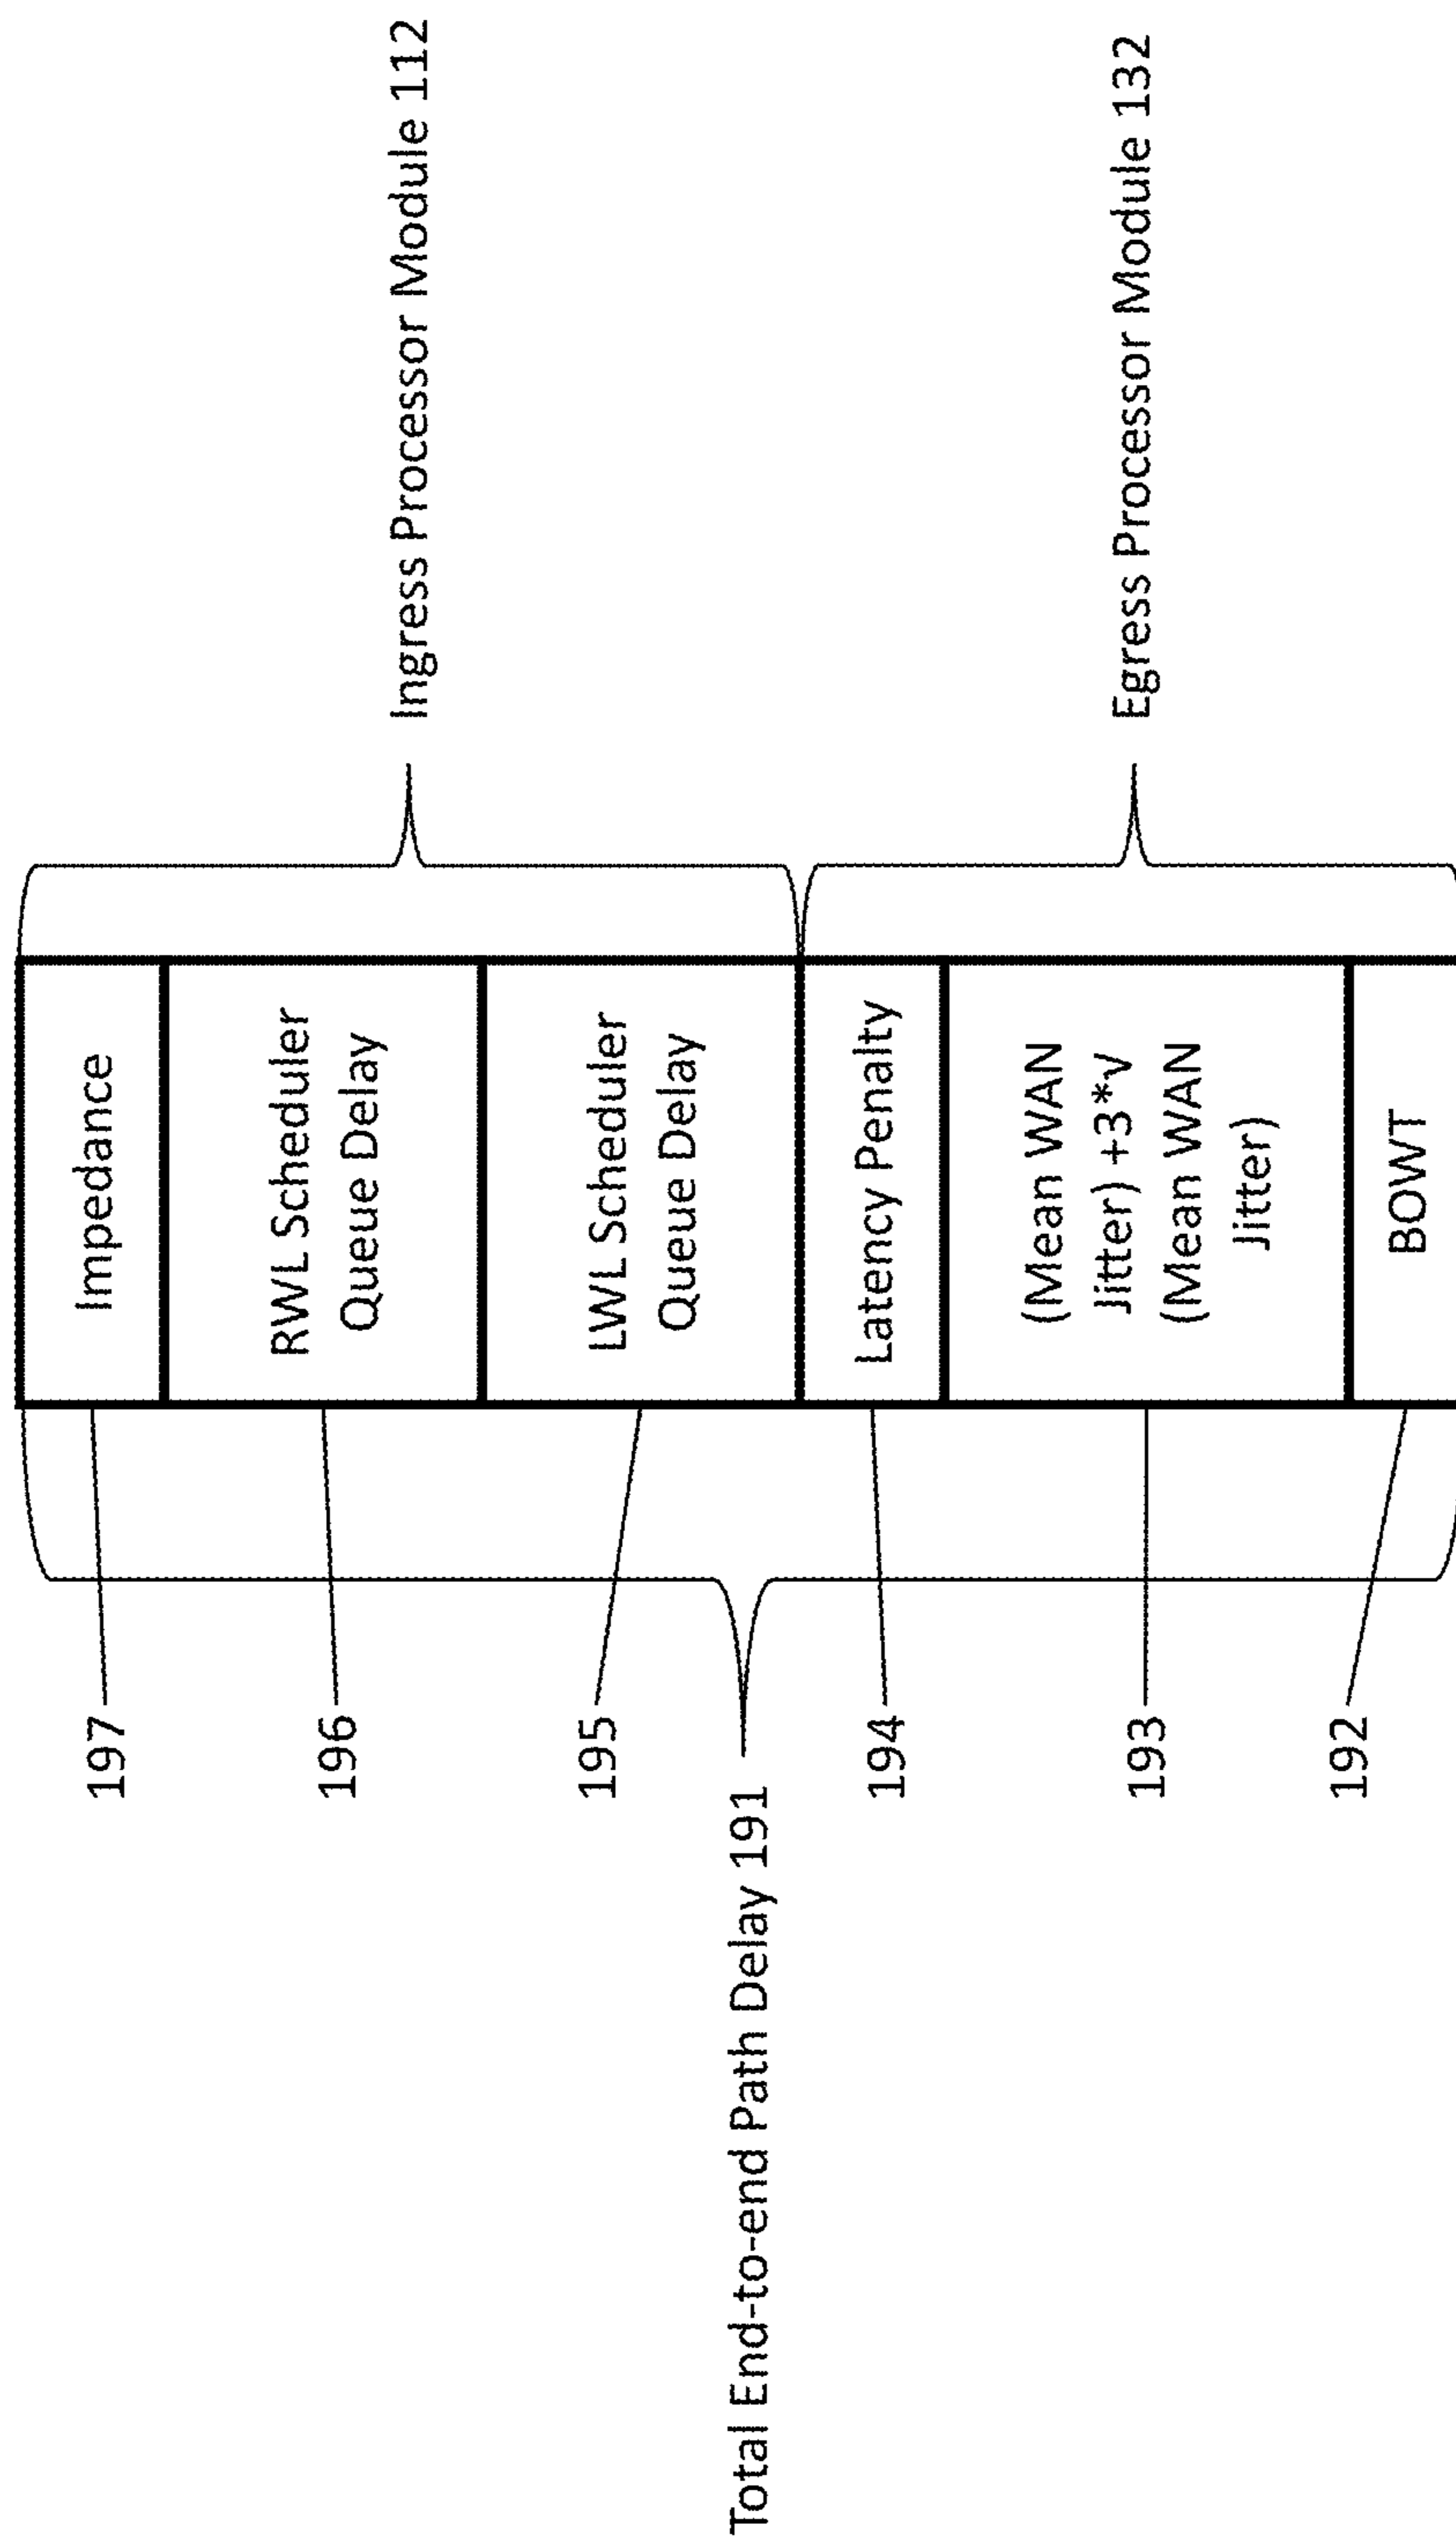 Total End-to-end Path Delay 191
197
196
195
194
193
192
Impedance
RWL Scheduler
Queue Delay
LWL Scheduler
Queue Delay
Latency Penalty
(Mean WAN
Jitter) +3*√
(Mean WAN
Jitter)
BOWT
Ingress Processor Module 112
Egress Processor Module 132